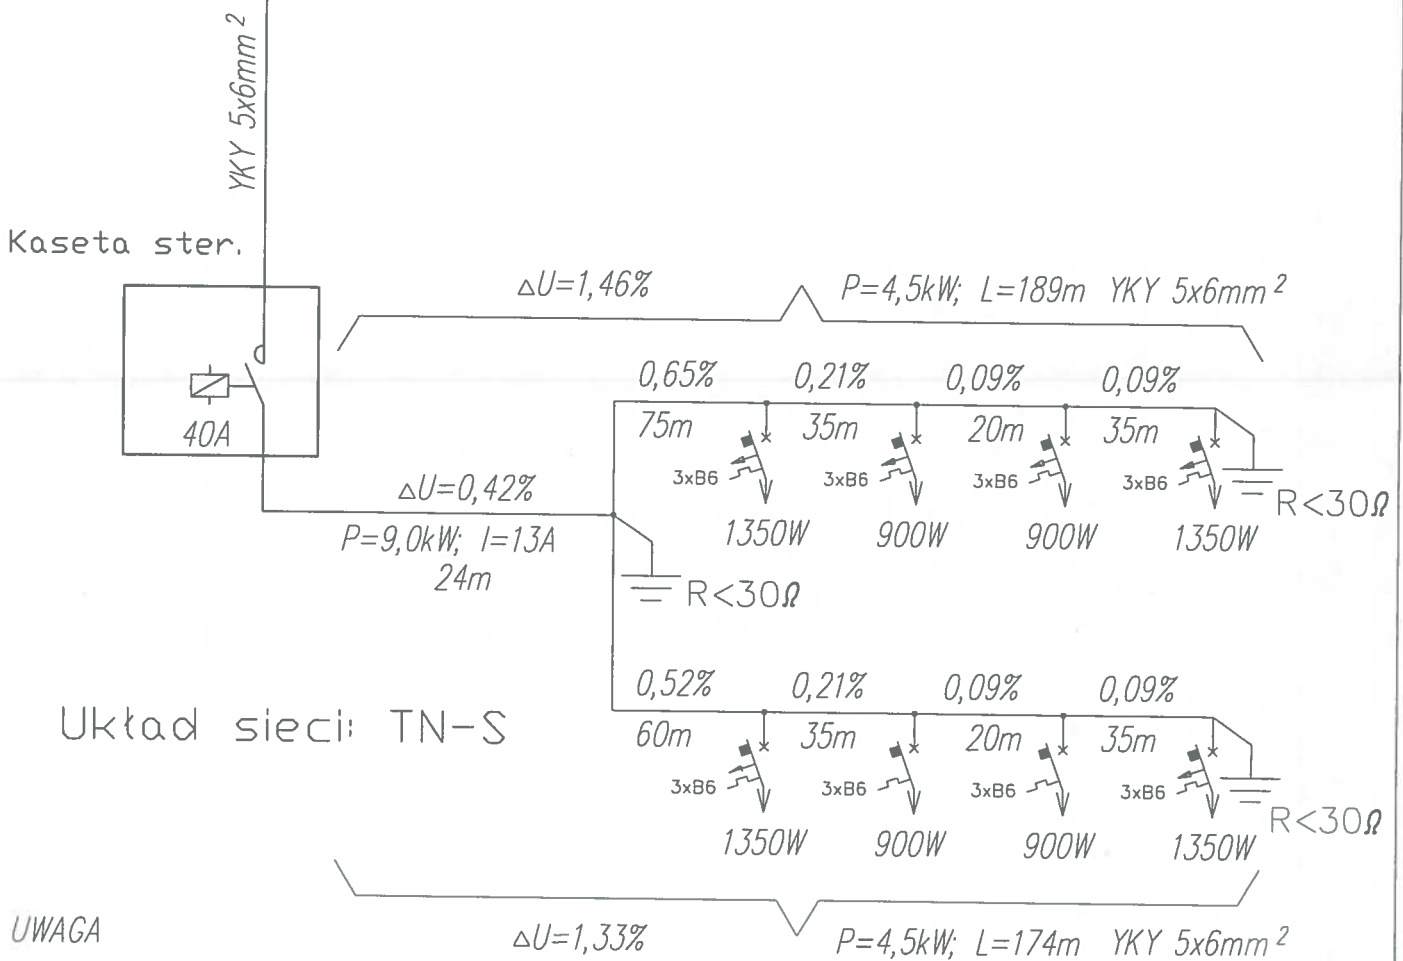 YKY 5x6mm²
Kaseta ster.
40A
ΔU=1,46%
P=4,5kW; L=189m YKY 5x6mm²
0,65% 0,21% 0,09% 0,09%
75m 35m 20m 35m
3xB6 3xB6 3xB6 3xB6
1350W 900W 900W 1350W
R<30Ω
ΔU=0,42%
P=9,0kW; I=13A
24m
R<30Ω
Układ sieci: TN-S
0,52% 0,21% 0,09% 0,09%
60m 35m 20m 35m
3xB6 3xB6 3xB6 3xB6
1350W 900W 900W 1350W
R<30Ω
ΔU=1,33%
P=4,5kW; L=174m YKY 5x6mm²
UWAGA